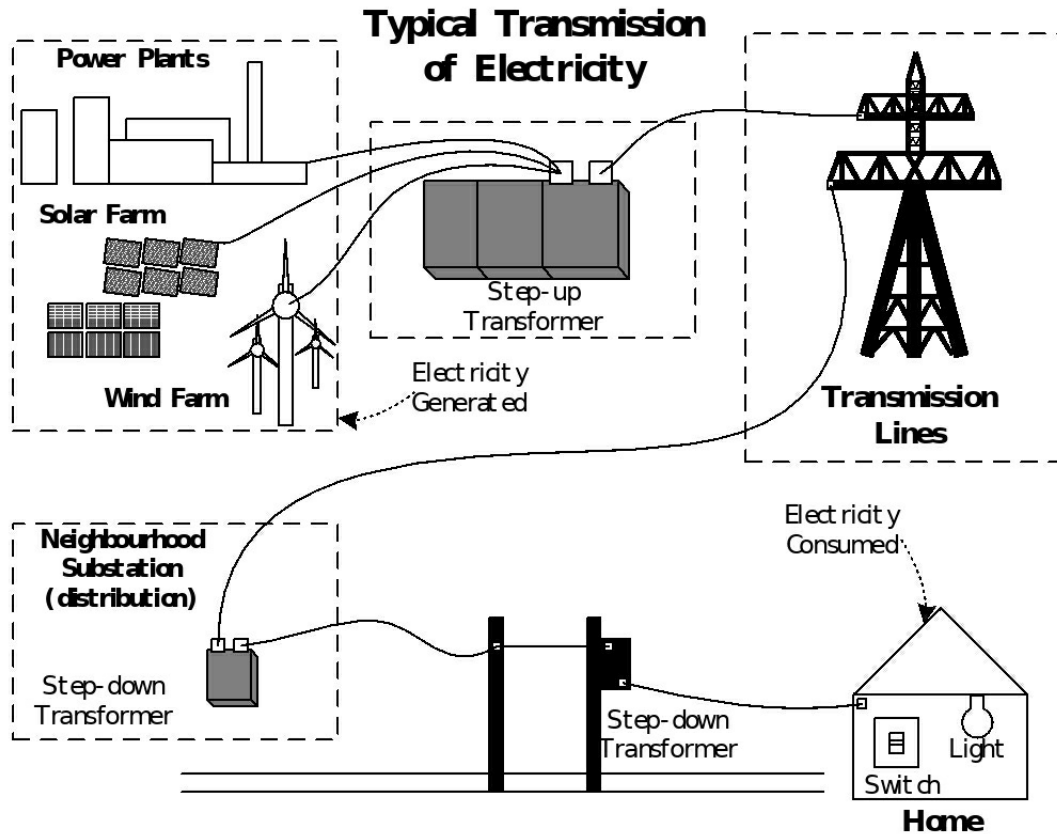 Typical Transmission
of Electricity
Power Plants
Solar Farm
Wind Farm
Step-up
Transformer
Electricity
Generated
Transmission
Lines
Neighbourhood
Substation
(distribution)
Step-down
Transformer
Step-down
Transformer
Electricity
Consumed
Light
Switch
Home